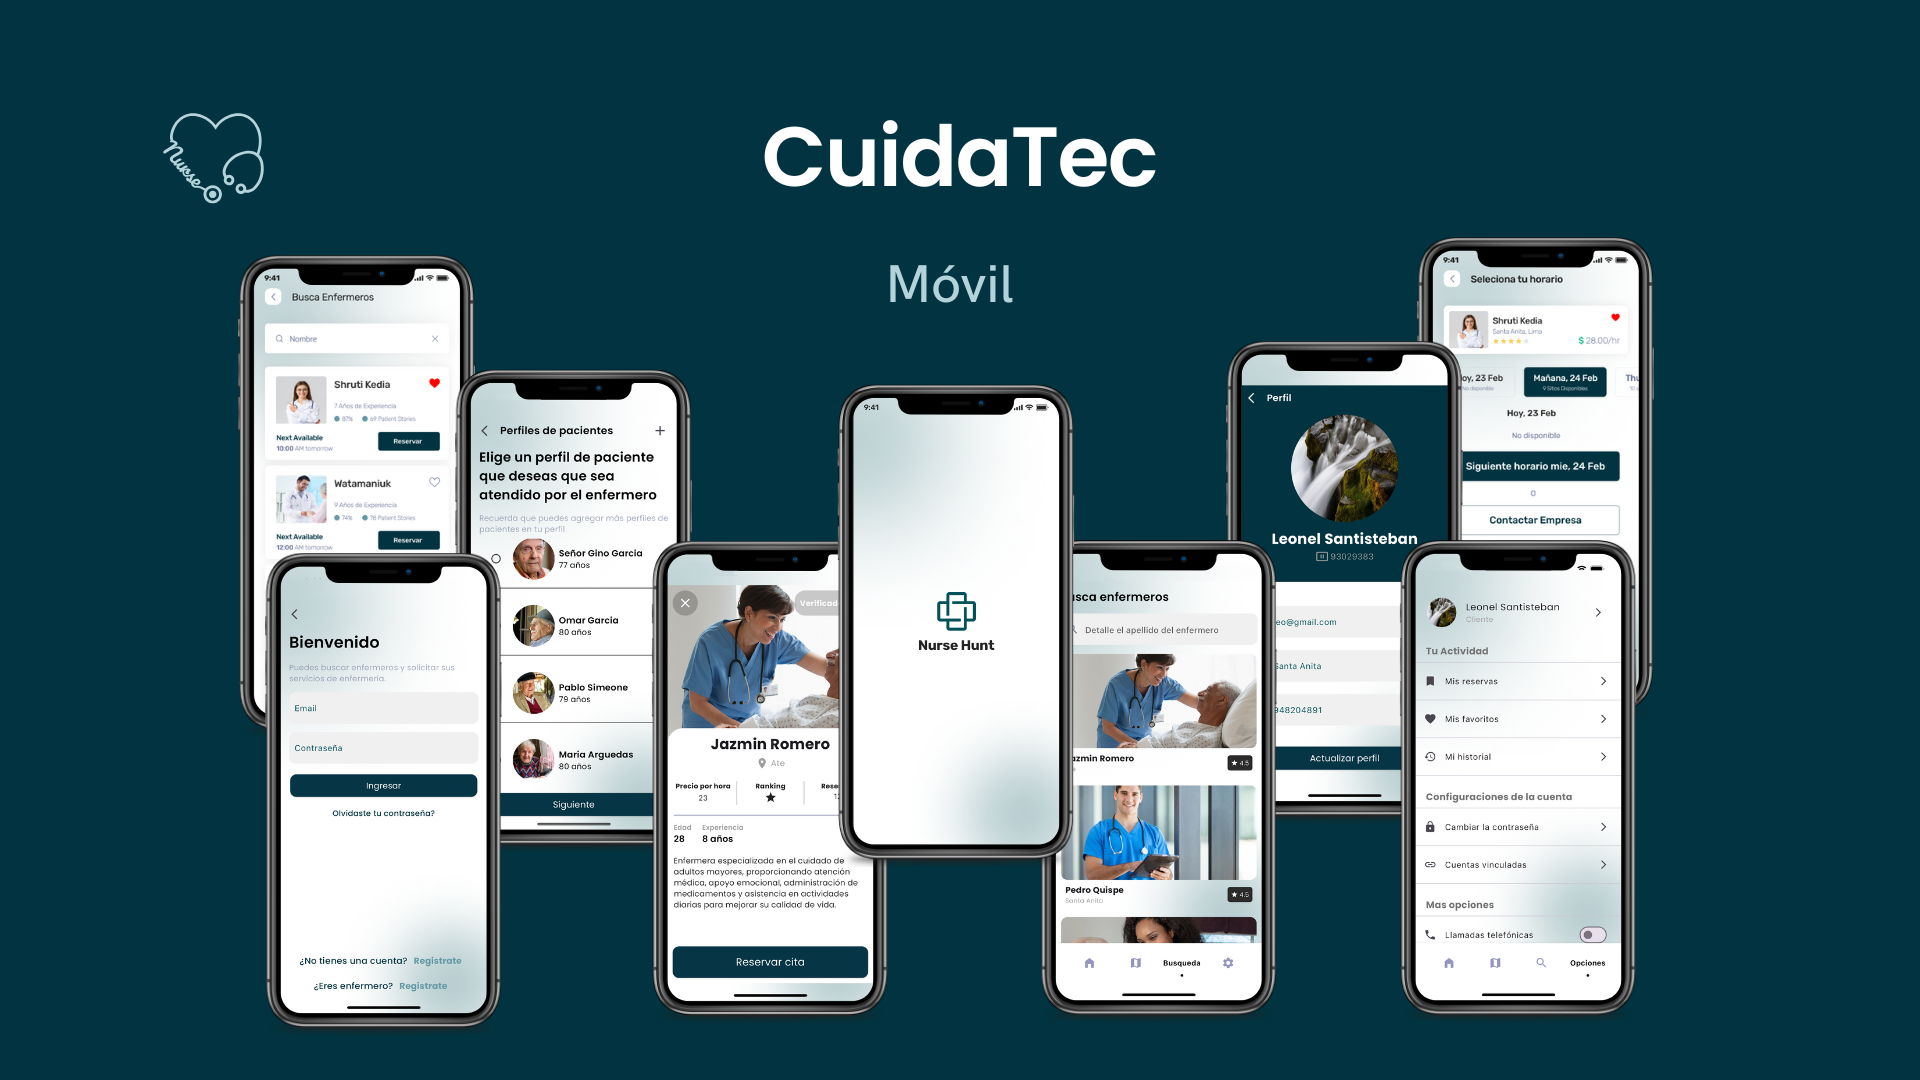 Nurse
CuidaTec
Móvil
9:41
Busca Enfermeros
Nombre
Shruti Kedia
7 Años de Experiencia
87%
69 Patient Stories
Next Available
10:00 AM tomorrow
Reservar
Watamaniuk
9 Años de Experiencia
74%
78 Patient Stories
Next Available
12:00 AM tomorrow
Reservar
Bienvenido
Puedes buscar enfermeros y solicitar sus
servicios de enfermería.
Email
Contraseña
Ingresar
Olvidaste tu contraseña?
¿No tienes una cuenta? Registrate
¿Eres enfermero? Registrate
Perfiles de pacientes
Elige un perfil de paciente
que deseas que sea
atendido por el enfermero
Recuerda que puedes agregar más perfiles de
pacientes en tu perfil
Señor Gino Garcia
77 años
Omar Garcia
80 años
Pablo Simeone
79 años
Maria Arguedas
80 años
Siguiente
Verificad
Jazmin Romero
Ate
Precio por hora
23
Ranking
Rese
12
Edad
28
Experiencia
8 años
Enfermera especializada en el cuidado de
adultos mayores, proporcionando atención
médica, apoyo emocional, administración de
medicamentos y asistencia en actividades
diarias para mejorar su calidad de vida.
Reservar cita
9:41
Nurse Hunt
usca enfermeros
Detalle el apellido del enfermero
azmin Romero
4.5
Pedro Quispe
Santa Anita
4.5
Busqueda
Perfil
Leonel Santisteban
93029383
eo@gmail.com
Santa Anita
948204891
Actualizar perfil
9:41
Seleciona tu horario
Shruti Kedia
Santa Anita, Lima
$ 28.00/hr
oy, 23 Feb
No disponible
Mañana, 24 Feb
9 Sitios Disponibles
Thu
Hoy, 23 Feb
No disponible
Siguiente horario mie, 24 Feb
O
Contactar Empresa
Leonel Santisteban
Cliente
Tu Actividad
Mis reservas
Mis favoritos
Mi historial
Configuraciones de la cuenta
Cambiar la contraseña
Cuentas vinculadas
Mas opciones
Llamadas telefónicas
Opciones